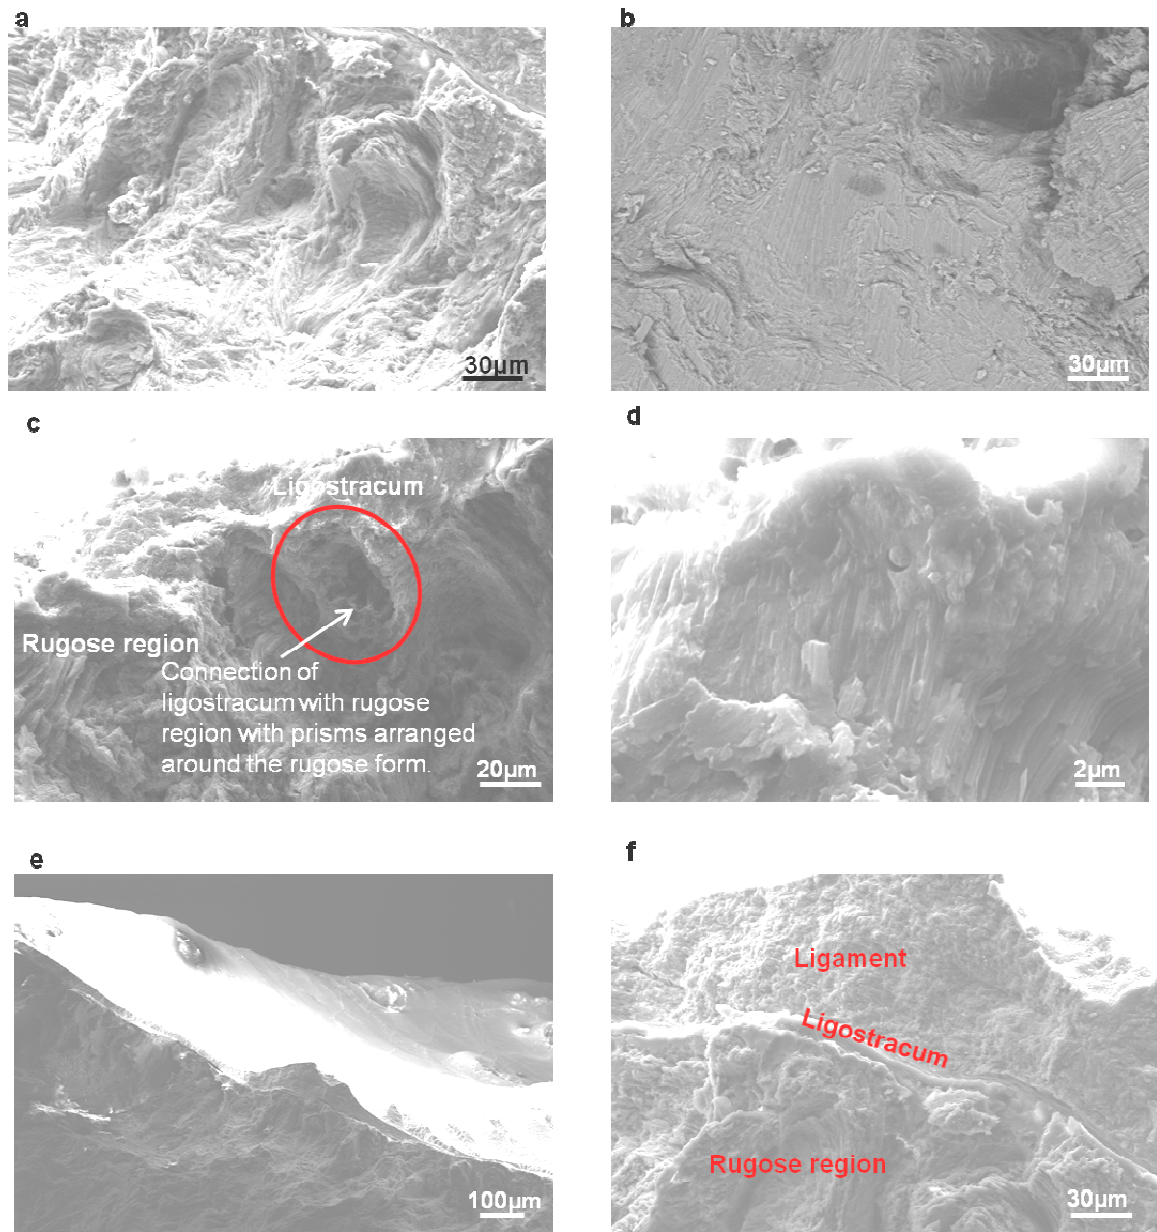 a
b
30µm
30µm
c
d
Ligostracum
Rugose region
Connection of
ligostracum with rugose
region with prisms arranged
around the rugose form.
20µm
2µm
e
f
Ligament
Ligostracum
Rugose region
100µm
30µm